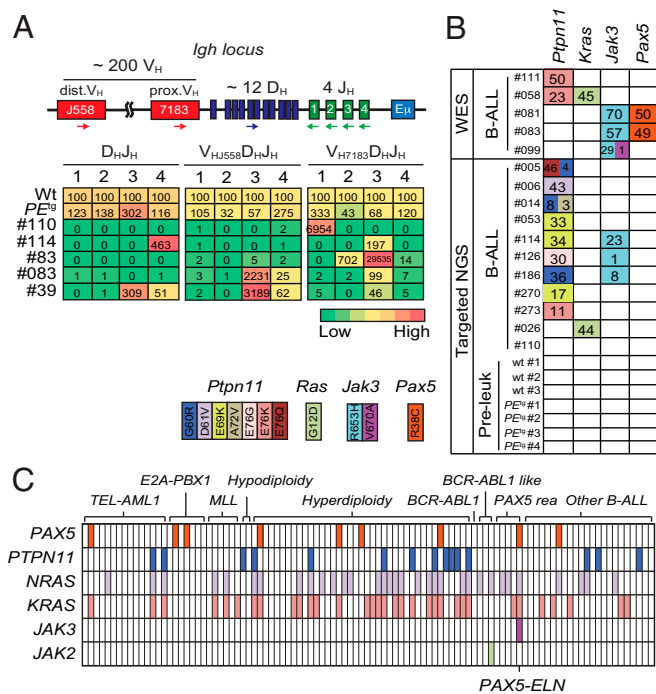 A
Igh locus
~ 200 VH
dist.VH
prox.VH
~ 12 DH
4 JH
J558
7183
1 2 3 4
Eμ
DHJH
VHJ558DHJH
VH7183DHJH
1 2 3 4 1 2 3 4 1 2 3 4
Wt 100 100 100 100 100 100 100 100 100 100 100 100
PEtg 123 138 302 116 105 32 57 275 333 43 68 120
#110 0 0 0 0 1 0 0 2 6954 0 0 0
#114 0 0 0 463 0 0 0 0 0 0 197 0
#83 0 0 0 0 2 0 5 2 0 702 29535 14
#083 1 1 0 1 3 1 2231 25 2 0 99 7
#39 2 0 309 51 2 0 3189 62 5 0 46 5
Low High
Ptpn11
Ras
Jak3
Pax5
G60R
D61V
E69K
A72V
E76G
E76K
E76Q
G12D
R653H
V670A
R38C
B
Ptpn11
Kras
Jak3
Pax5
WES
B-ALL
#111 50
#058 23 45
#081 70 50
#083 57 49
#099 29 1
Targeted NGS
B-ALL
#005 46 4
#006 43
#014 8 3
#053 33
#114 34 23
#126 30 1
#186 36 8
#270 17
#273 11
#026 44
#110
Pre-leuk
wt #1
wt #2
wt #3
PEtg #1
PEtg #2
PEtg #3
PEtg #4
C
TEL-AML1
E2A-PBX1
MLL
Hypodiploidy
Hyperdiploidy
BCR-ABL1
BCR-ABL1 like
PAX5 rea
Other B-ALL
PAX5
PTPN11
NRAS
KRAS
JAK3
JAK2
PAX5-ELN